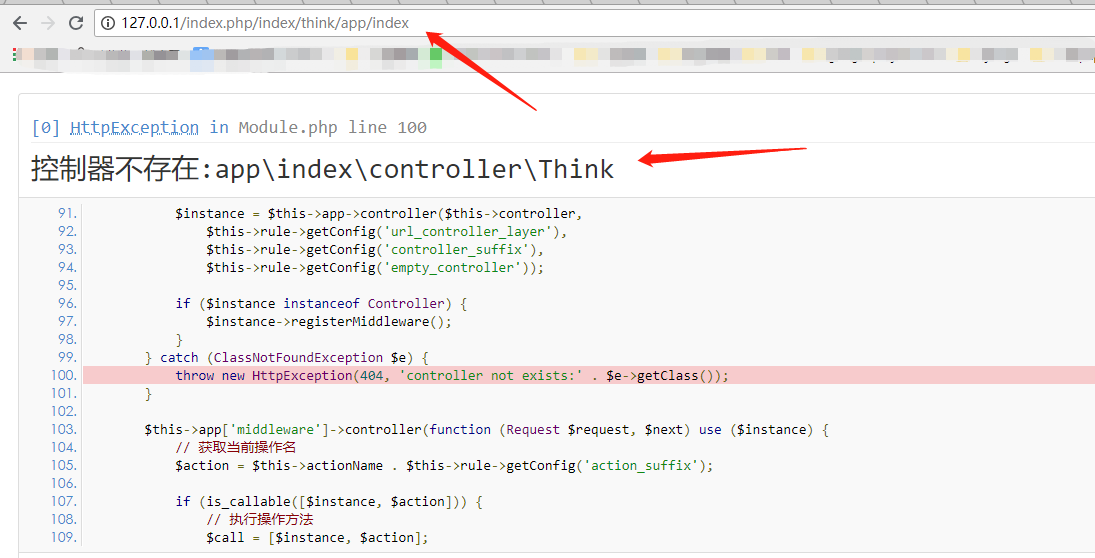 127.0.0.1/index.php/index/think/app/index
[0] HttpException in Module.php line 100
控制器不存在:app\index\controller\Think
91. $instance = $this->app->controller($this->controller,
92. $this->rule->getConfig('url_controller_layer'),
93. $this->rule->getConfig('controller_suffix'),
94. $this->rule->getConfig('empty_controller'));
95.
96. if ($instance instanceof Controller) {
97. $instance->registerMiddleware();
98. }
99. } catch (ClassNotFoundException $e) {
100. throw new HttpException(404, 'controller not exists:' . $e->getClass());
101. }
102.
103. $this->app['middleware']->controller(function (Request $request, $next) use ($instance) {
104. // 获取当前操作名
105. $action = $this->actionName . $this->rule->getConfig('action_suffix');
106.
107. if (is_callable([$instance, $action])) {
108. // 执行操作方法
109. $call = [$instance, $action];